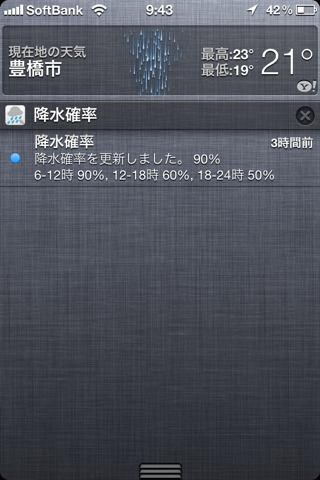 SoftBank 9:43 42%
現在地の天気
豊橋市
最高:23°
最低:19°
21°
Y!
降水確率
降水確率 3時間前
降水確率を更新しました。 90%
6-12時 90%, 12-18時 60%, 18-24時 50%